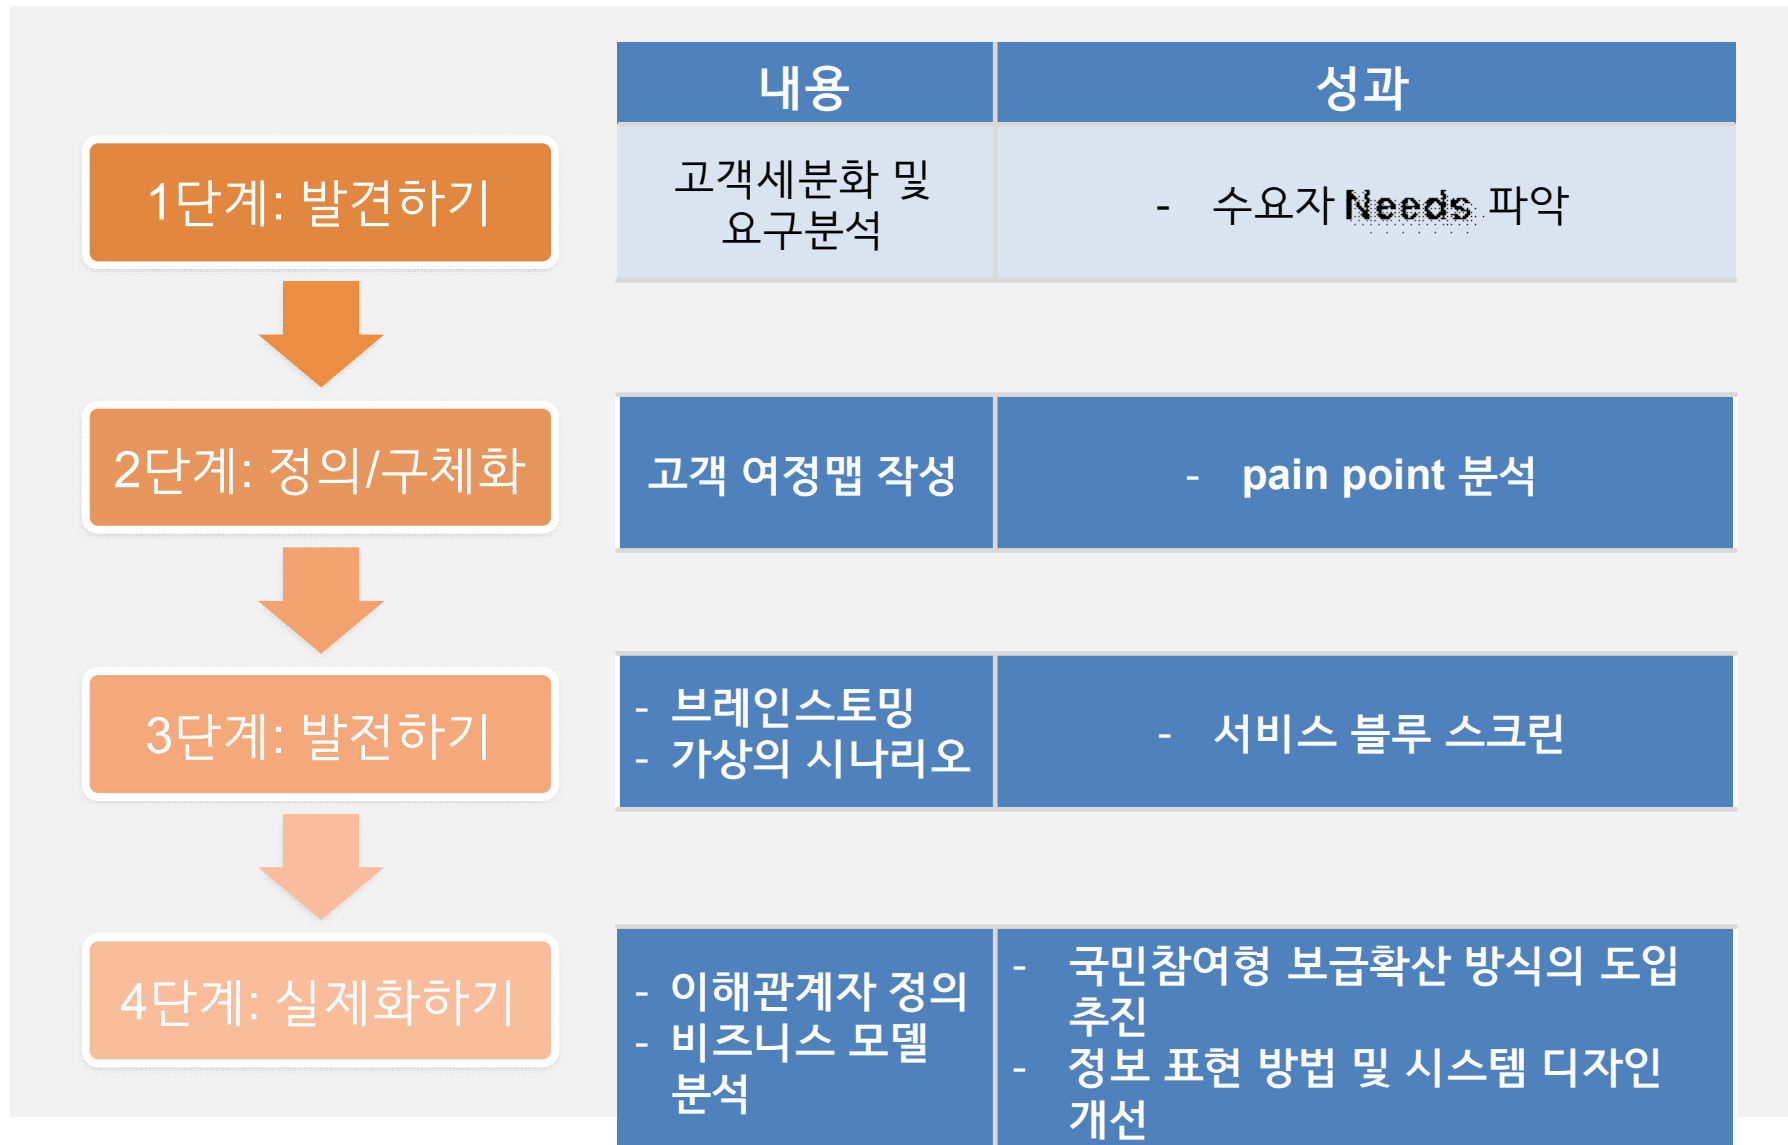 내용 성과
1단계: 발견하기
고객세분화 및
요구분석
- 수요자 Needs 파악
2단계: 정의/구체화
고객 여정맵 작성
- pain point 분석
3단계: 발전하기
- 브레인스토밍
- 가상의 시나리오
- 서비스 블루 스크린
4단계: 실제화하기
- 이해관계자 정의
- 비즈니스 모델
분석
- 국민참여형 보급확산 방식의 도입
추진
- 정보 표현 방법 및 시스템 디자인
개선